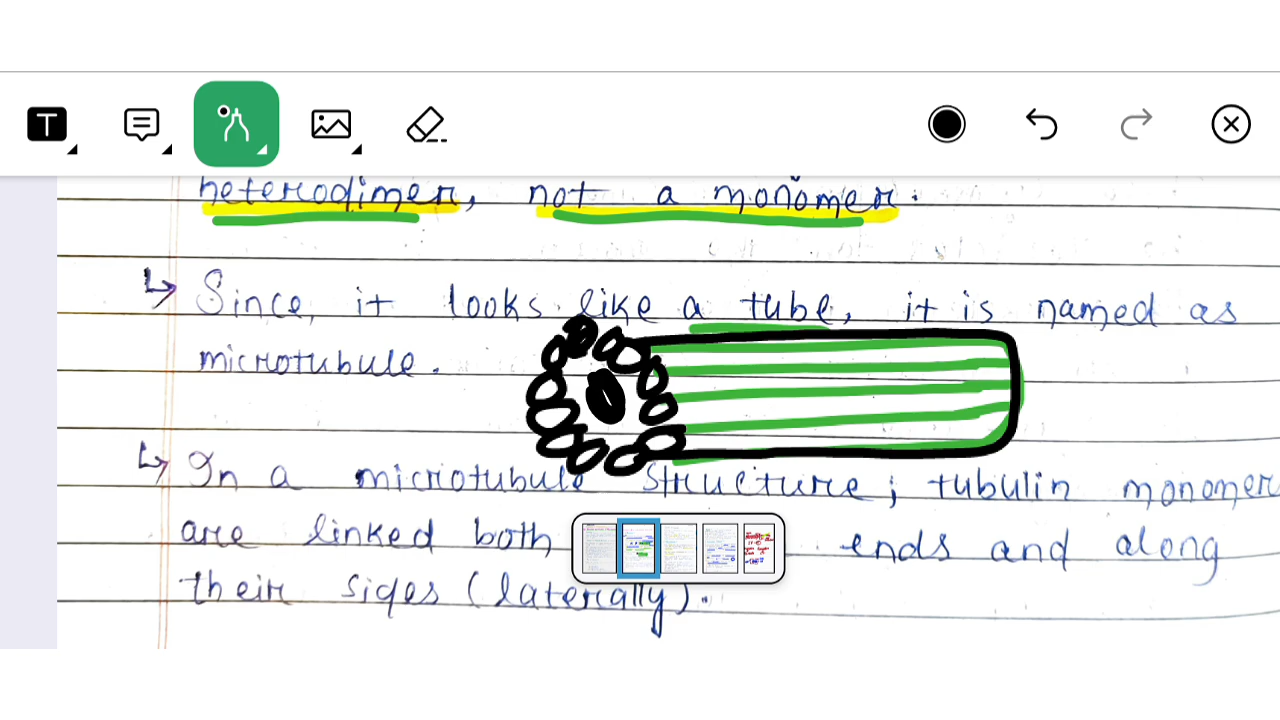 T
heterodimer, not a monomer.
Since, it looks like a tube, it is named as
microtubule.
In a microtubule structure; tubulin monomer
are linked both ends and along
their sides (laterally).